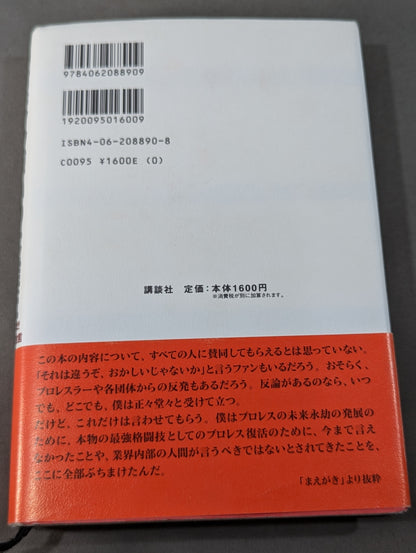 9784062088909
1920095016009
ISBN4-06-208890-8
C0095 ¥1600E (0)
講談社　定価：本体1600円
※消費税が別に加算されます。
この本の内容について、すべての人に賛同してもらえるとは思っていない。
「それは違うぞ、おかしいじゃないか」と言うファンもいるだろう。おそらく、
プロレスラーや各団体からの反発もあるだろう。反論があるのなら、いつ
でも、どこでも、僕は正々堂々と受けて立つ。
だけど、これだけは言わせてもらう。僕はプロレスの未来永劫の発展の
ために、本物の最強格闘技としてのプロレス復活のために、今まで言え
なかったことや、業界内部の人間が言うべきではないとされてきたことを、
ここに全部ぶちまけたんだ。
「まえがき」より抜粋